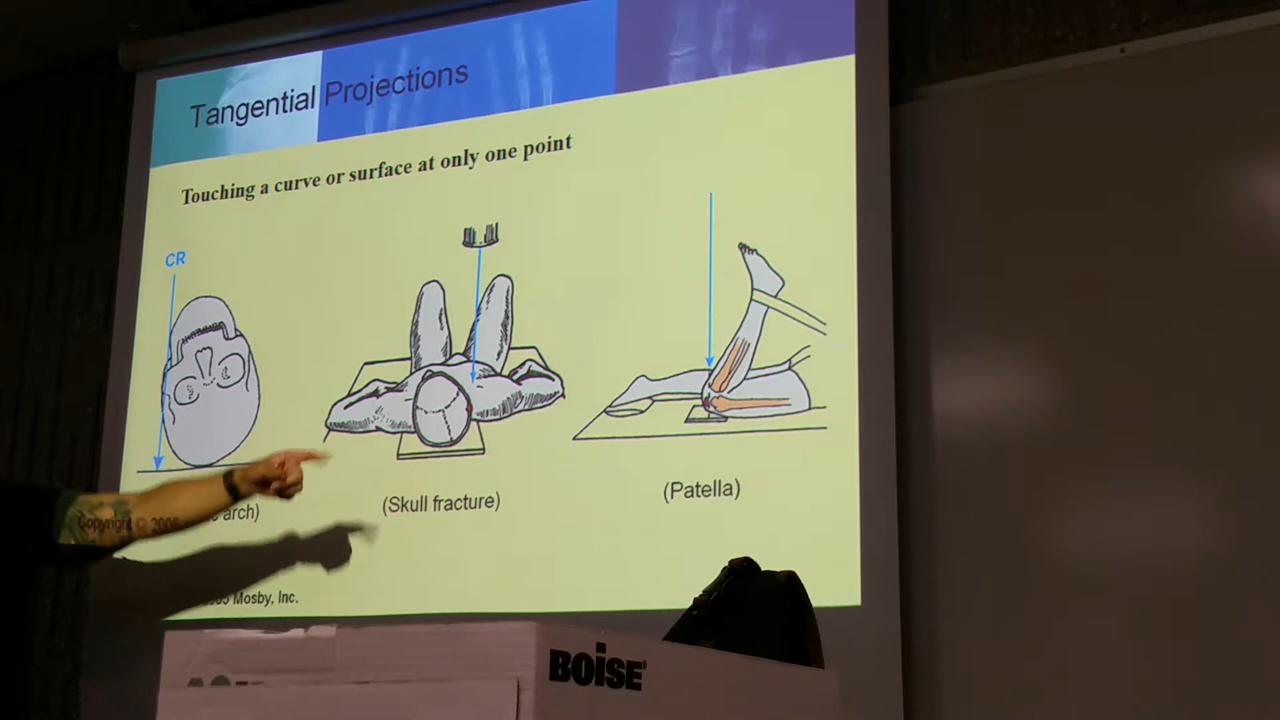 Tangential Projections
Touching a curve or surface at only one point
CR
arch)
(Skull fracture)
(Patella)
Copyright ©
Mosby, Inc.
BOiSE